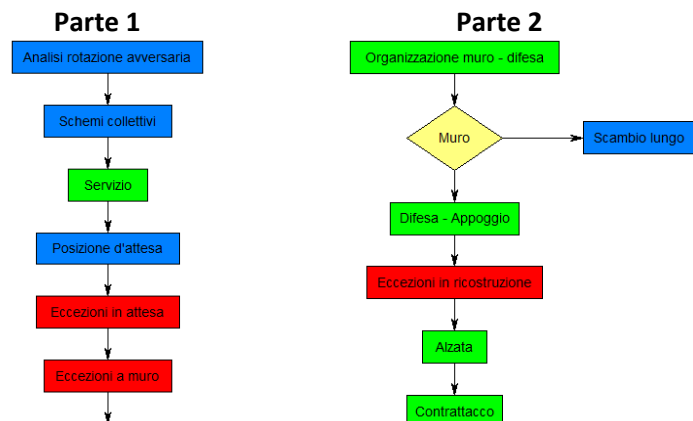 Parte 1
Analisi rotazione avversaria
Schemi collettivi
Servizio
Posizione d'attesa
Eccezioni in attesa
Eccezioni a muro
Parte 2
Organizzazione muro - difesa
Muro
Scambio lungo
Difesa - Appoggio
Eccezioni in ricostruzione
Alzata
Contrattacco